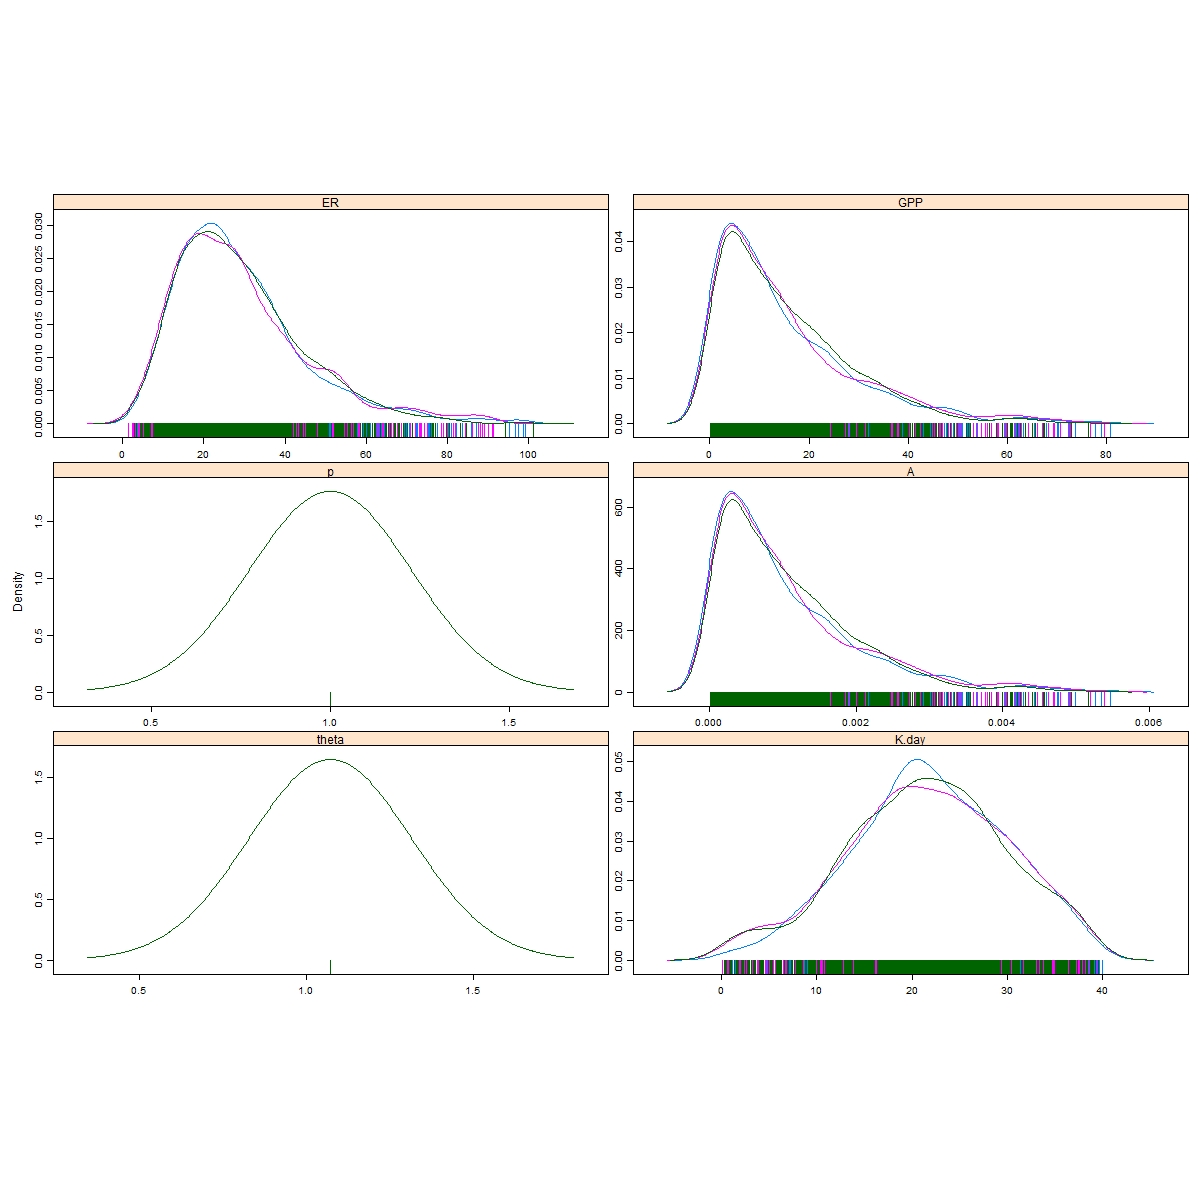 ER
0.000 0.005 0.010 0.015 0.020 0.025 0.030
0 20 40 60 80 100
GPP
0.00 0.01 0.02 0.03 0.04
0 20 40 60 80
p
0.0 0.5 1.0 1.5
0.5 1.0 1.5
A
0 200 400 600
0.000 0.002 0.004 0.006
Density
theta
0.0 0.5 1.0 1.5
0.5 1.0 1.5
K.day
0.00 0.01 0.02 0.03 0.04 0.05
0 10 20 30 40